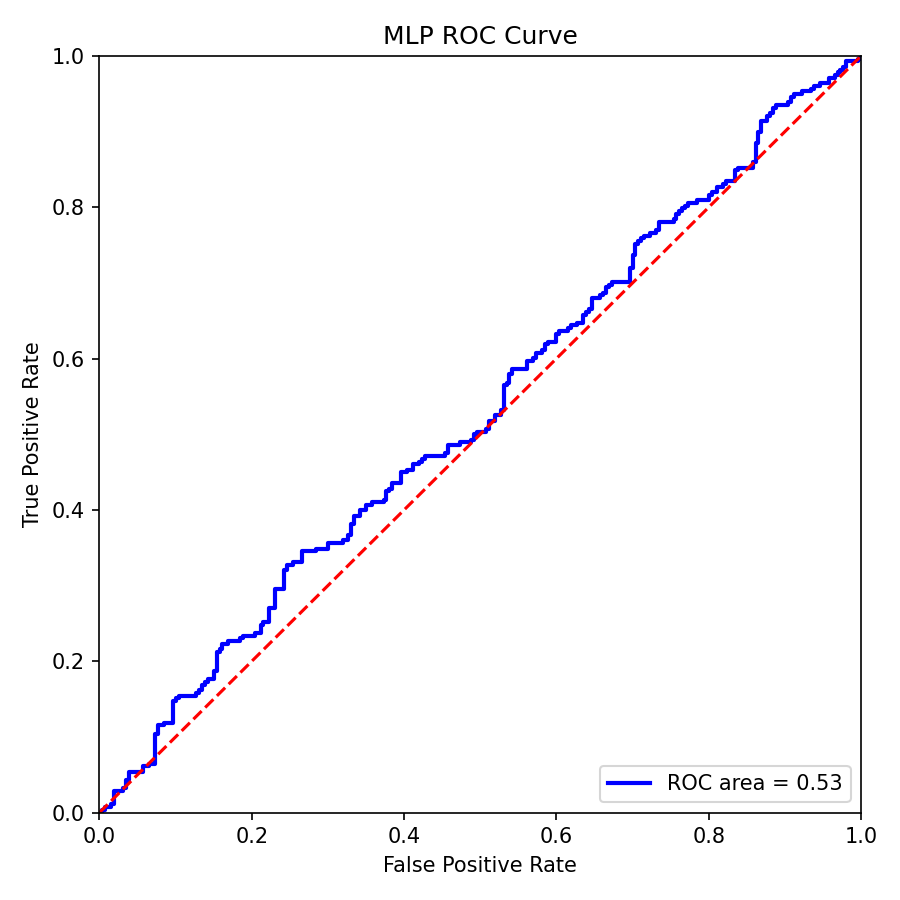 MLP ROC Curve
1.0
0.8
0.6
0.4
0.2
0.0
True Positive Rate
ROC area = 0.53
0.0 0.2 0.4 0.6 0.8 1.0
False Positive Rate